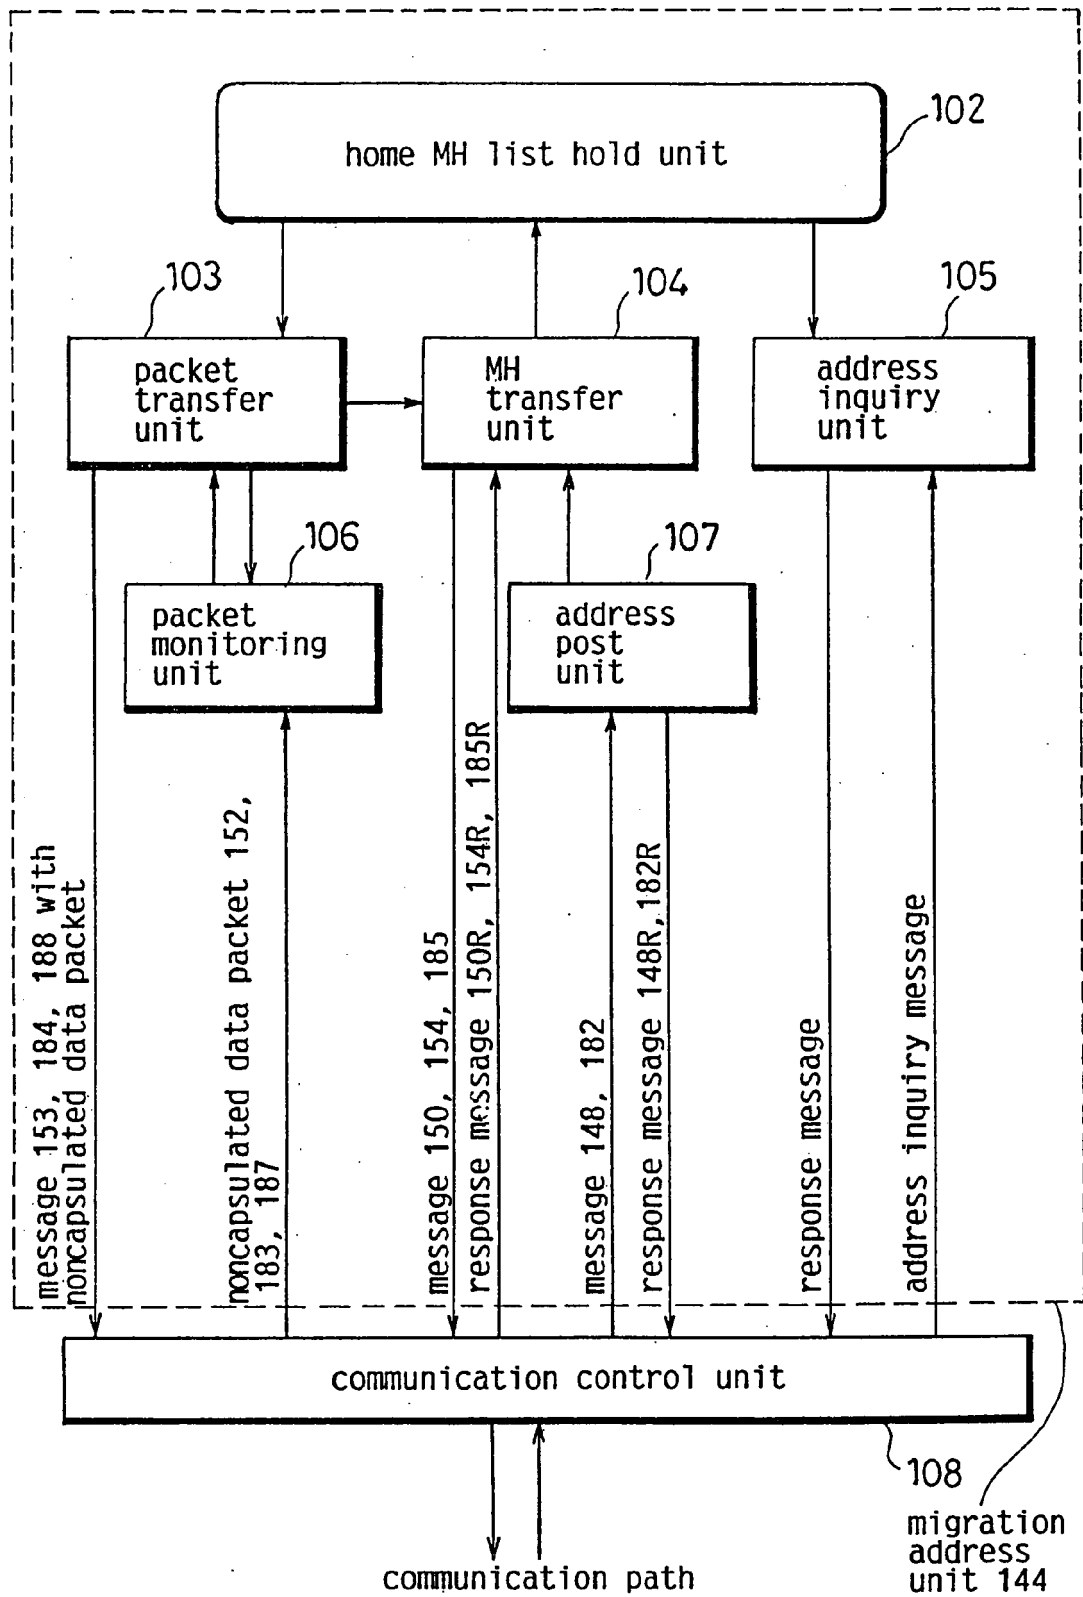 102
home MH list hold unit
103
104
105
packet
transfer
unit
MH
transfer
unit
address
inquiry
unit
106
107
packet
monitoring
unit
address
post
unit
message 153, 184, 188 with
noncapsulated data packet
noncapsulated data packet 152,
183, 187
message 150, 154, 185
response message 150R, 154R, 185R
message 148, 182
response message 148R,182R
response message
address inquiry message
communication control unit
108
migration
address
unit 144
communication path